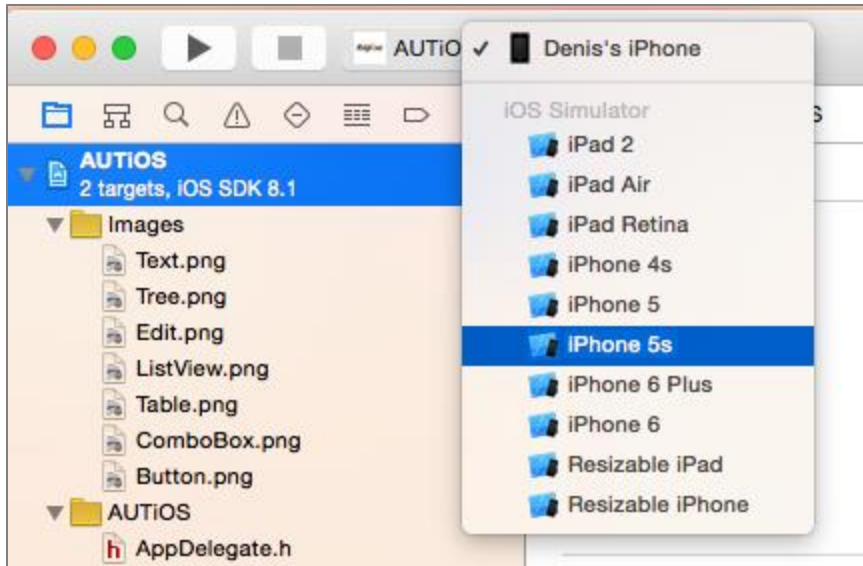 AUTiO
Denis's iPhone
iOS Simulator
iPad 2
iPad Air
iPad Retina
iPhone 4s
iPhone 5
iPhone 5s
iPhone 6 Plus
iPhone 6
Resizable iPad
Resizable iPhone
S
AUTiOS
2 targets, iOS SDK 8.1
Images
Text.png
Tree.png
Edit.png
ListView.png
Table.png
ComboBox.png
Button.png
AUTiOS
h AppDelegate.h